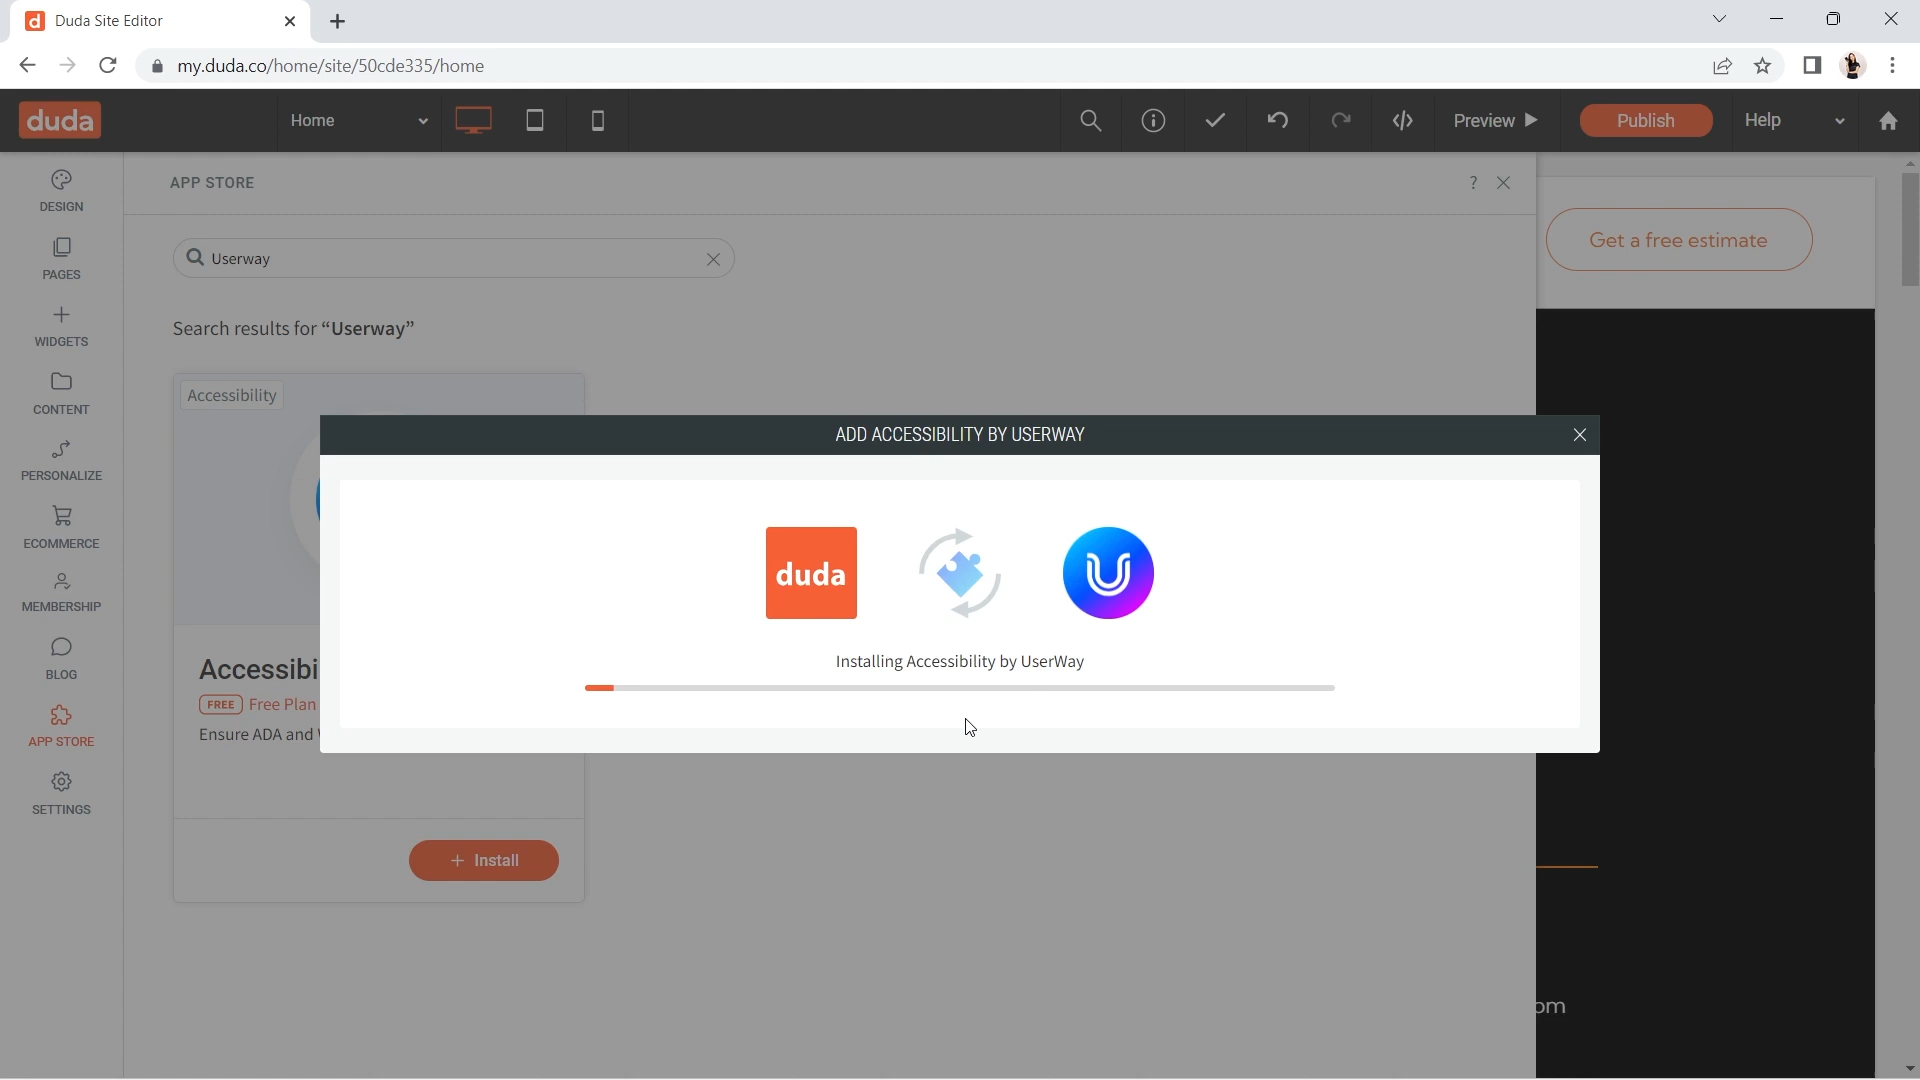 Duda Site Editor
my.duda.co/home/site/50cde335/home
duda
Home
Preview
Publish
Help
DESIGN
PAGES
WIDGETS
CONTENT
PERSONALIZE
ECOMMERCE
MEMBERSHIP
BLOG
APP STORE
SETTINGS
APP STORE
?
Userway
Search results for “Userway”
Accessibility
Accessibi
FREE Free Plan
Ensure ADA and
+ Install
ADD ACCESSIBILITY BY USERWAY
duda
Installing Accessibility by UserWay
Get a free estimate
om